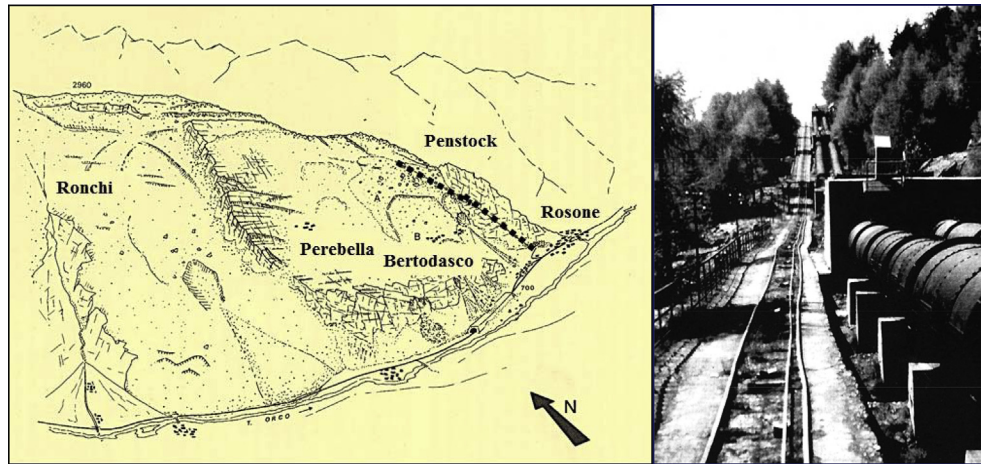 2960
Penstock
Ronchi
A
Rosone
Perebella
B
Bertodasco
700
T. ORCO
N